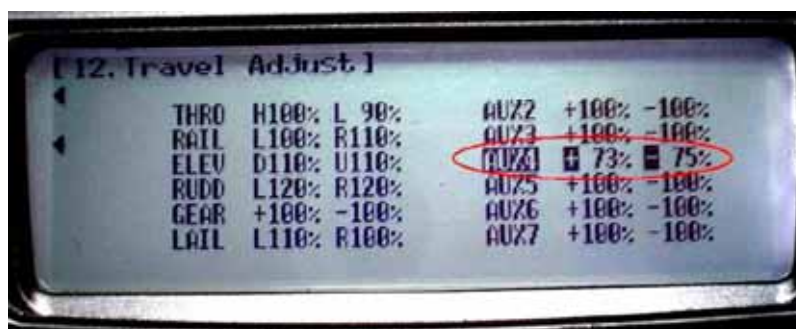 [12.Travel Adjust]
THRO H100% L 90% AUX2 +100% -100%
RAIL L100% R110% AUX3 +100% -100%
ELEV D110% U110% AUX4 + 73% - 75%
RUDD L120% R120% AUX5 +100% -100%
GEAR +100% -100% AUX6 +100% -100%
LAIL L110% R100% AUX7 +100% -100%